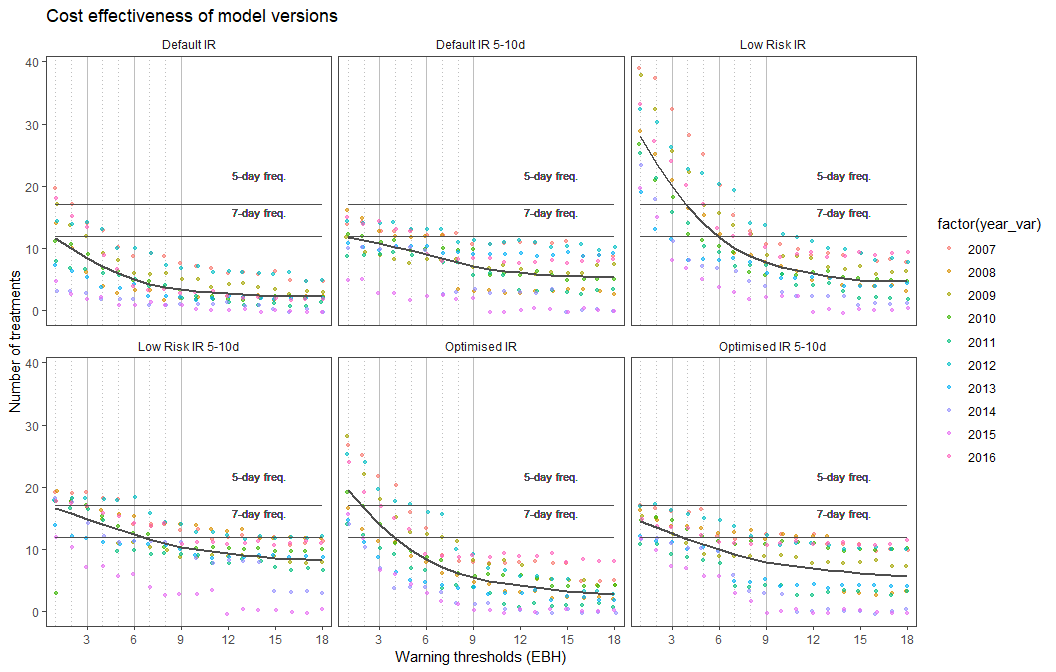 Cost effectiveness of model versions
Default IR
Default IR 5-10d
Low Risk IR
40
30
20
10
0
5-day freq.
7-day freq.
5-day freq.
7-day freq.
5-day freq.
7-day freq.
Number of treatments
Low Risk IR 5-10d
Optimised IR
Optimised IR 5-10d
40
30
20
10
0
5-day freq.
7-day freq.
5-day freq.
7-day freq.
5-day freq.
7-day freq.
3 6 9 12 15 18
3 6 9 12 15 18
3 6 9 12 15 18
Warning thresholds (EBH)
factor(year_var)
2007
2008
2009
2010
2011
2012
2013
2014
2015
2016